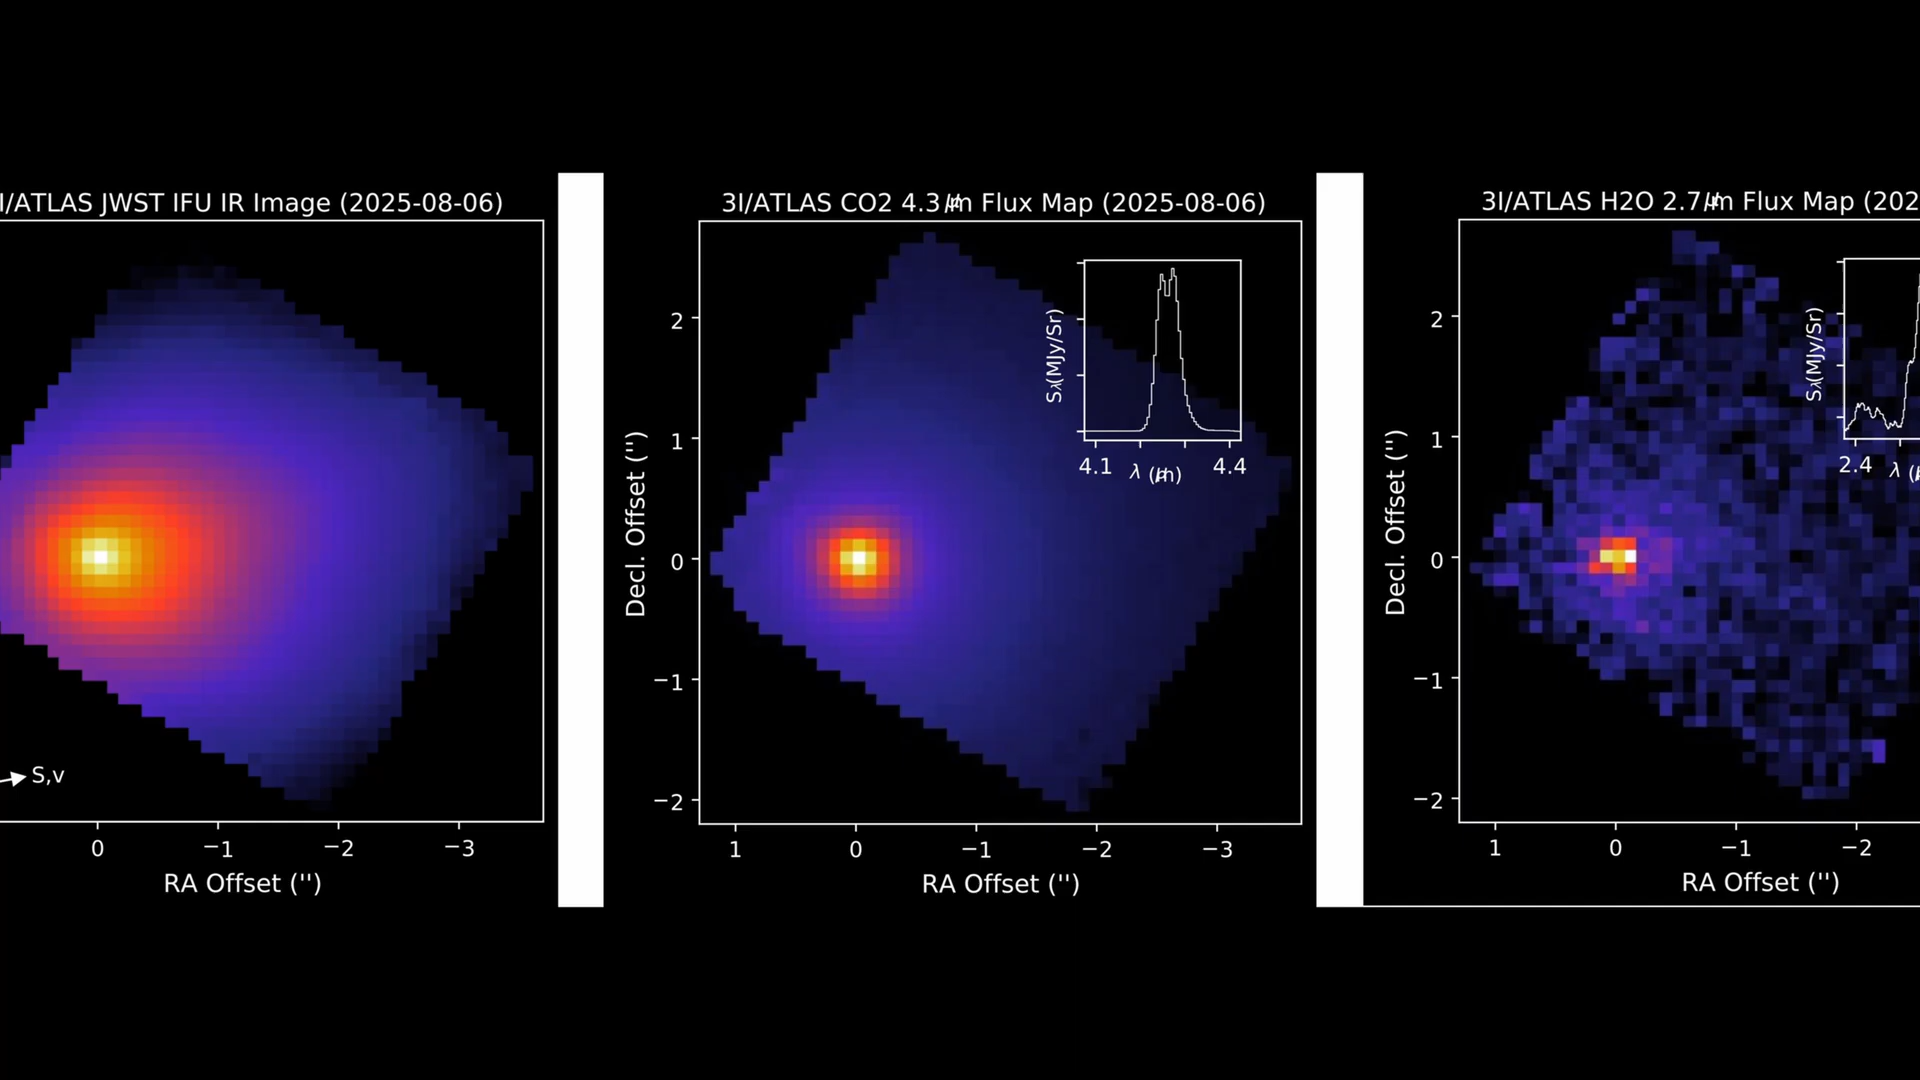 I/ATLAS JWST IFU IR Image (2025-08-06)
S,v
0 −1 −2 −3
RA Offset ('')
3I/ATLAS CO2 4.3 μm Flux Map (2025-08-06)
Decl. Offset ('')
2
1
0
−1
−2
Sλ(MJy/Sr)
4.1 λ (μm) 4.4
1 0 −1 −2 −3
RA Offset ('')
3I/ATLAS H2O 2.7 μm Flux Map (202
Decl. Offset ('')
2
1
0
−1
−2
Sλ(MJy/Sr)
2.4 λ (μ
1 0 −1 −2
RA Offset ('')